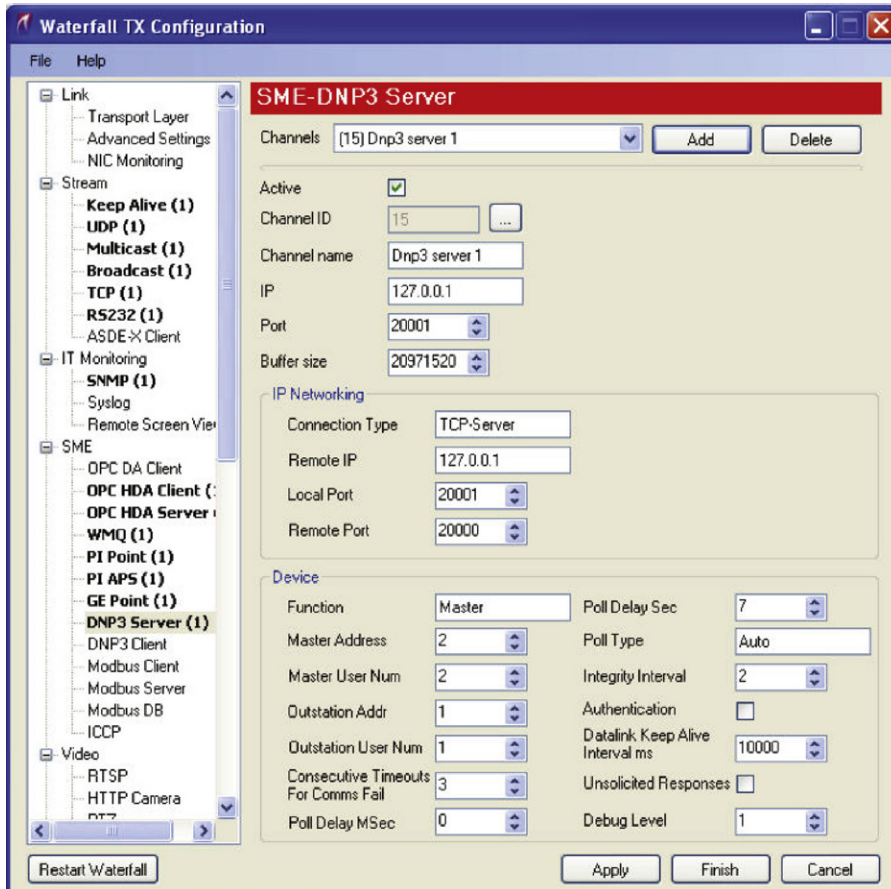 Waterfall TX Configuration
File Help
Link
Transport Layer
Advanced Settings
NIC Monitoring
Stream
Keep Alive (1)
UDP (1)
Multicast (1)
Broadcast (1)
TCP (1)
RS232 (1)
ASDE-X Client
IT Monitoring
SNMP (1)
Syslog
Remote Screen Vie
SME
OPC DA Client
OPC HDA Client (
OPC HDA Server
WMQ (1)
PI Point (1)
PI APS (1)
GE Point (1)
DNP3 Server (1)
DNP3 Client
Modbus Client
Modbus Server
Modbus DB
ICCP
Video
RTSP
HTTP Camera
SME-DNP3 Server
Channels (15) Dnp3 server 1 Add Delete
Active
Channel ID 15 ...
Channel name Dnp3 server 1
IP 127.0.0.1
Port 20001
Buffer size 20971520
IP Networking
Connection Type TCP-Server
Remote IP 127.0.0.1
Local Port 20001
Remote Port 20000
Device
Function Master Poll Delay Sec 7
Master Address 2 Poll Type Auto
Master User Num 2 Integrity Interval 2
Outstation Addr 1 Authentication
Outstation User Num 1 Datalink Keep Alive
Interval ms 10000
Consecutive Timeouts
For Comms Fail 3 Unsolicited Responses
Poll Delay MSec 0 Debug Level 1
Restart Waterfall Apply Finish Cancel